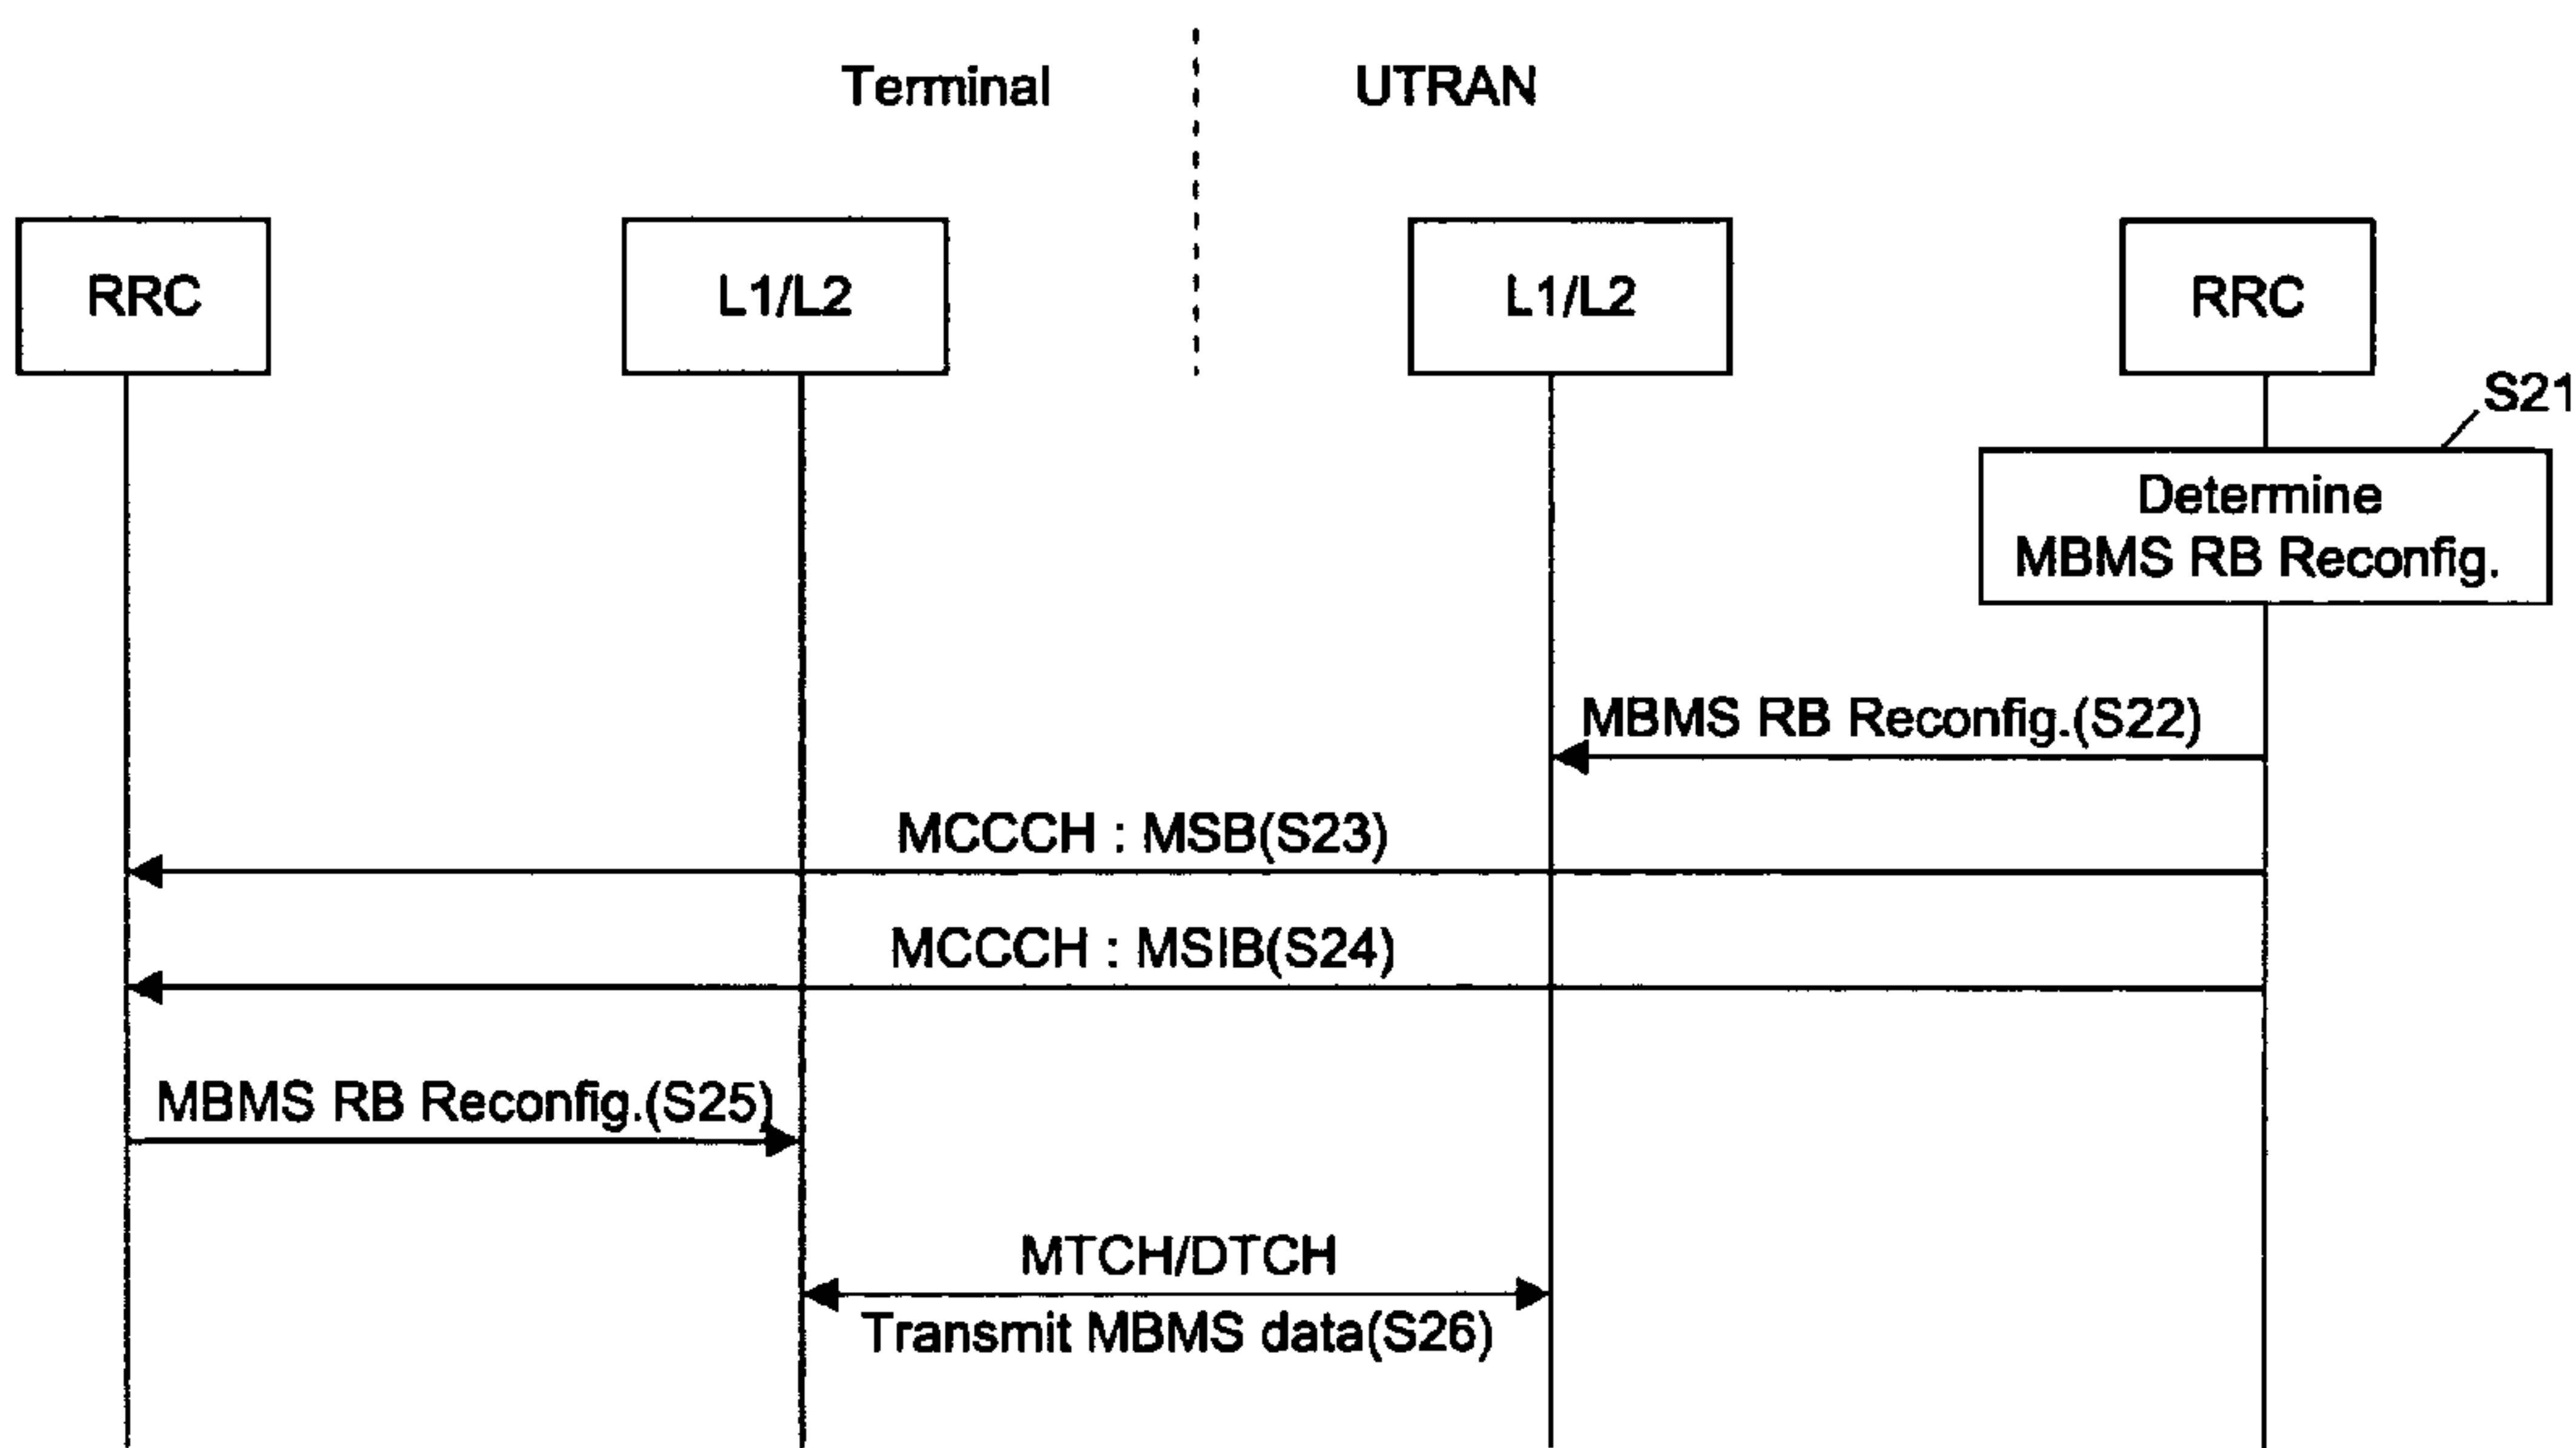 Terminal
UTRAN
RRC
L1/L2
L1/L2
RRC
S21
Determine
MBMS RB Reconfig.
MBMS RB Reconfig.(S22)
MCCCH : MSB(S23)
MCCCH : MSIB(S24)
MBMS RB Reconfig.(S25)
MTCH/DTCH
Transmit MBMS data(S26)